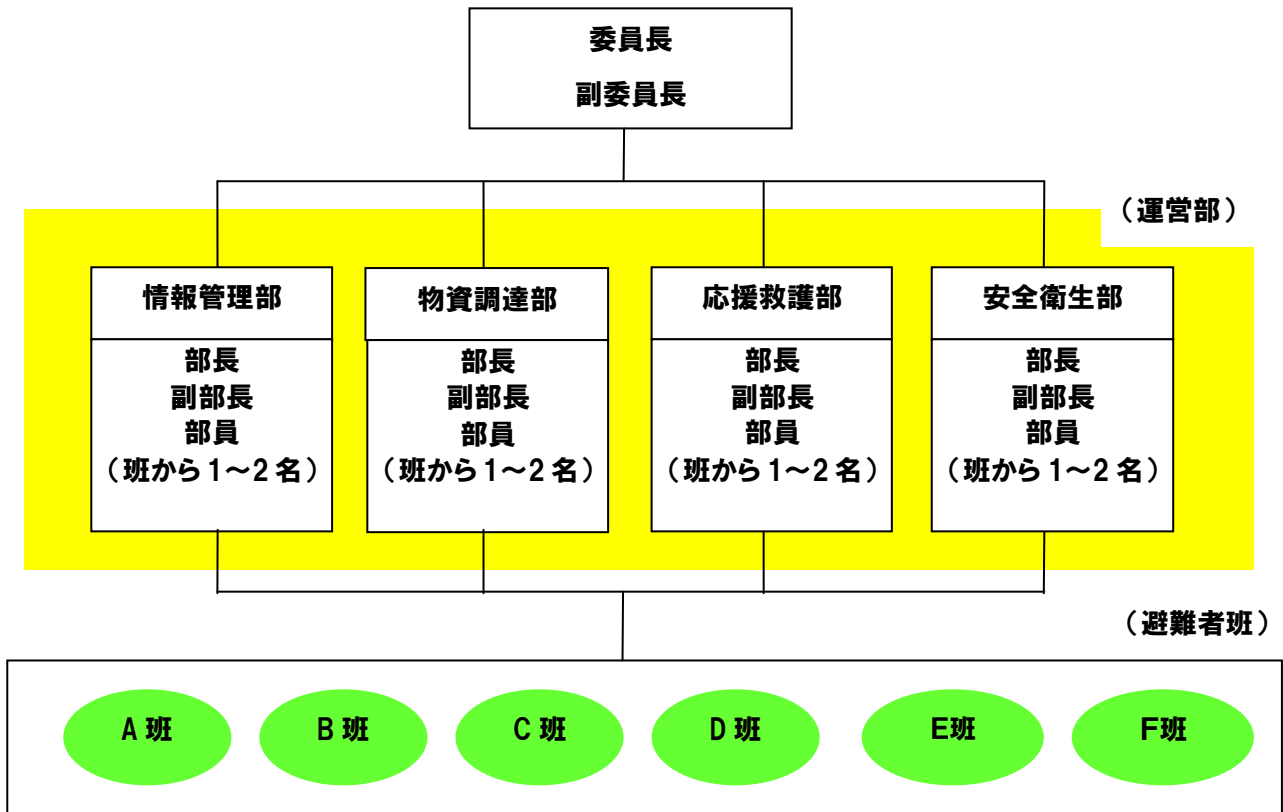 委員長
副委員長
（運営部）
情報管理部
部長
副部長
部員
（班から１～２名）
物資調達部
部長
副部長
部員
（班から１～２名）
応援救護部
部長
副部長
部員
（班から１～２名）
安全衛生部
部長
副部長
部員
（班から１～２名）
（避難者班）
A 班
B 班
C 班
D 班
E班
F班